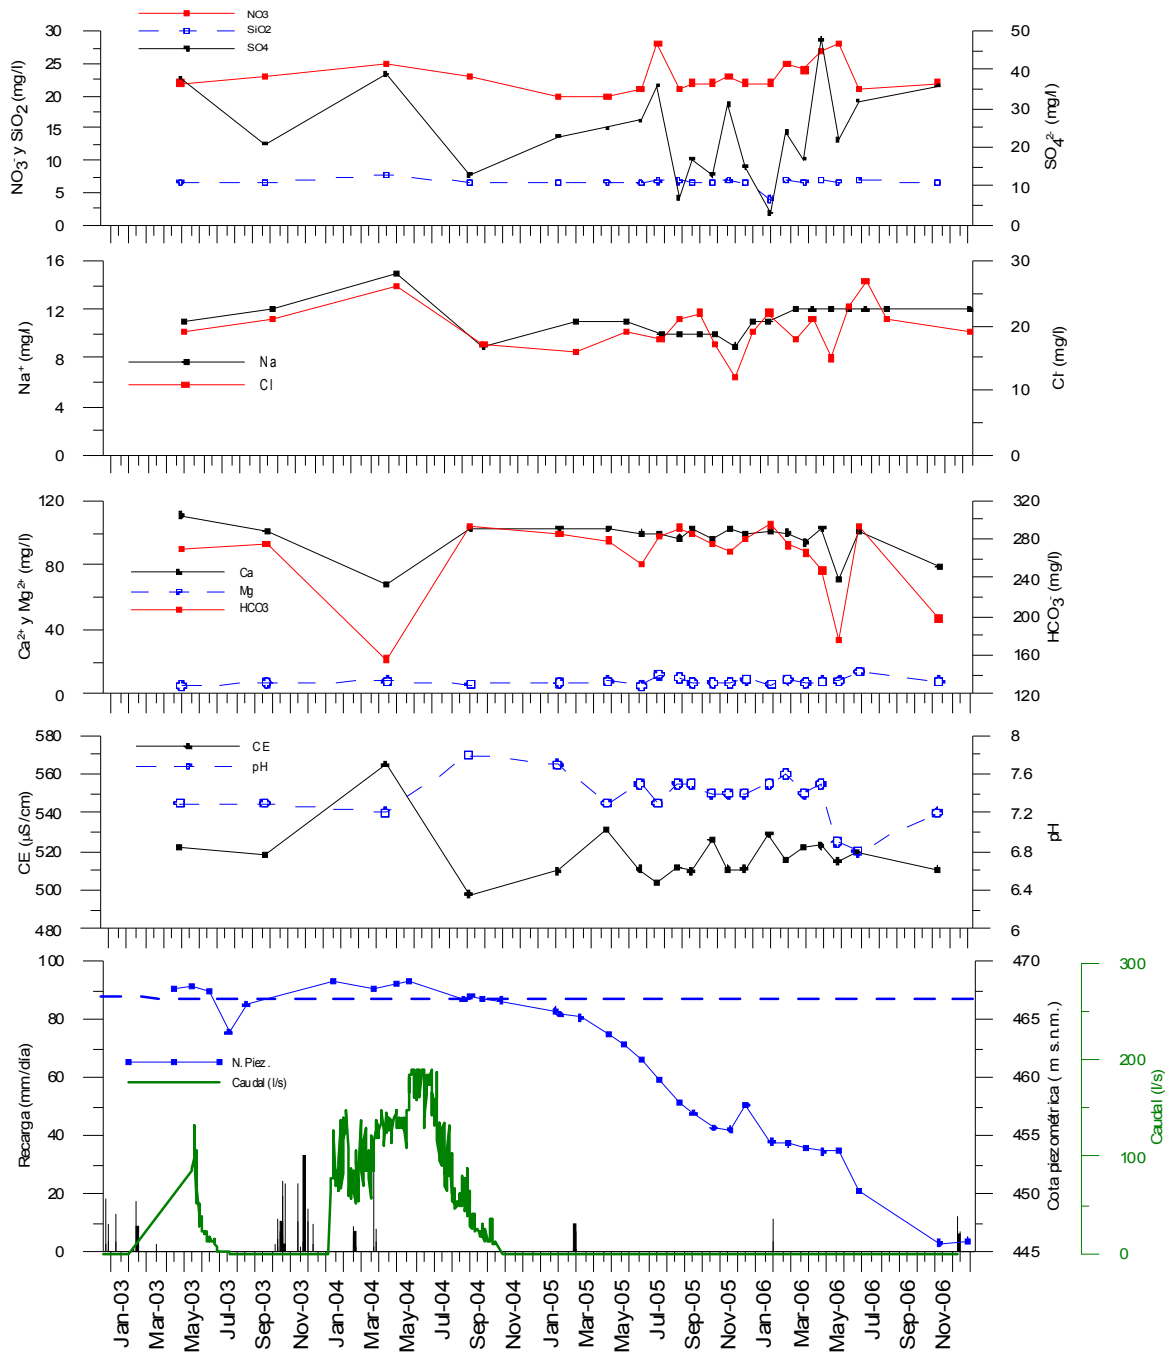 NO3
SiO2
SO4
30
25
20
15
10
5
0
NO3⁻ y SiO2 (mg/l)
50
40
30
20
10
0
SO4²⁻ (mg/l)
16
12
8
4
0
Na⁺ (mg/l)
Na
Cl
30
20
10
0
Cl⁻ (mg/l)
120
80
40
0
Ca²⁺ y Mg²⁺ (mg/l)
Ca
Mg
HCO3
320
280
240
200
160
120
HCO3⁻ (mg/l)
580
560
540
520
500
480
CE (µS/cm)
CE
pH
8
7.6
7.2
6.8
6.4
6
pH
100
80
60
40
20
0
Recarga (mm/día)
N. Piez.
Caudal (l/s)
470
465
460
455
450
445
Cota piezométrica ( m s.n.m.)
300
200
100
0
Caudal (l/s)
Jan-03
Mar-03
May-03
Jul-03
Sep-03
Nov-03
Jan-04
Mar-04
May-04
Jul-04
Sep-04
Nov-04
Jan-05
Mar-05
May-05
Jul-05
Sep-05
Nov-05
Jan-06
Mar-06
May-06
Jul-06
Sep-06
Nov-06